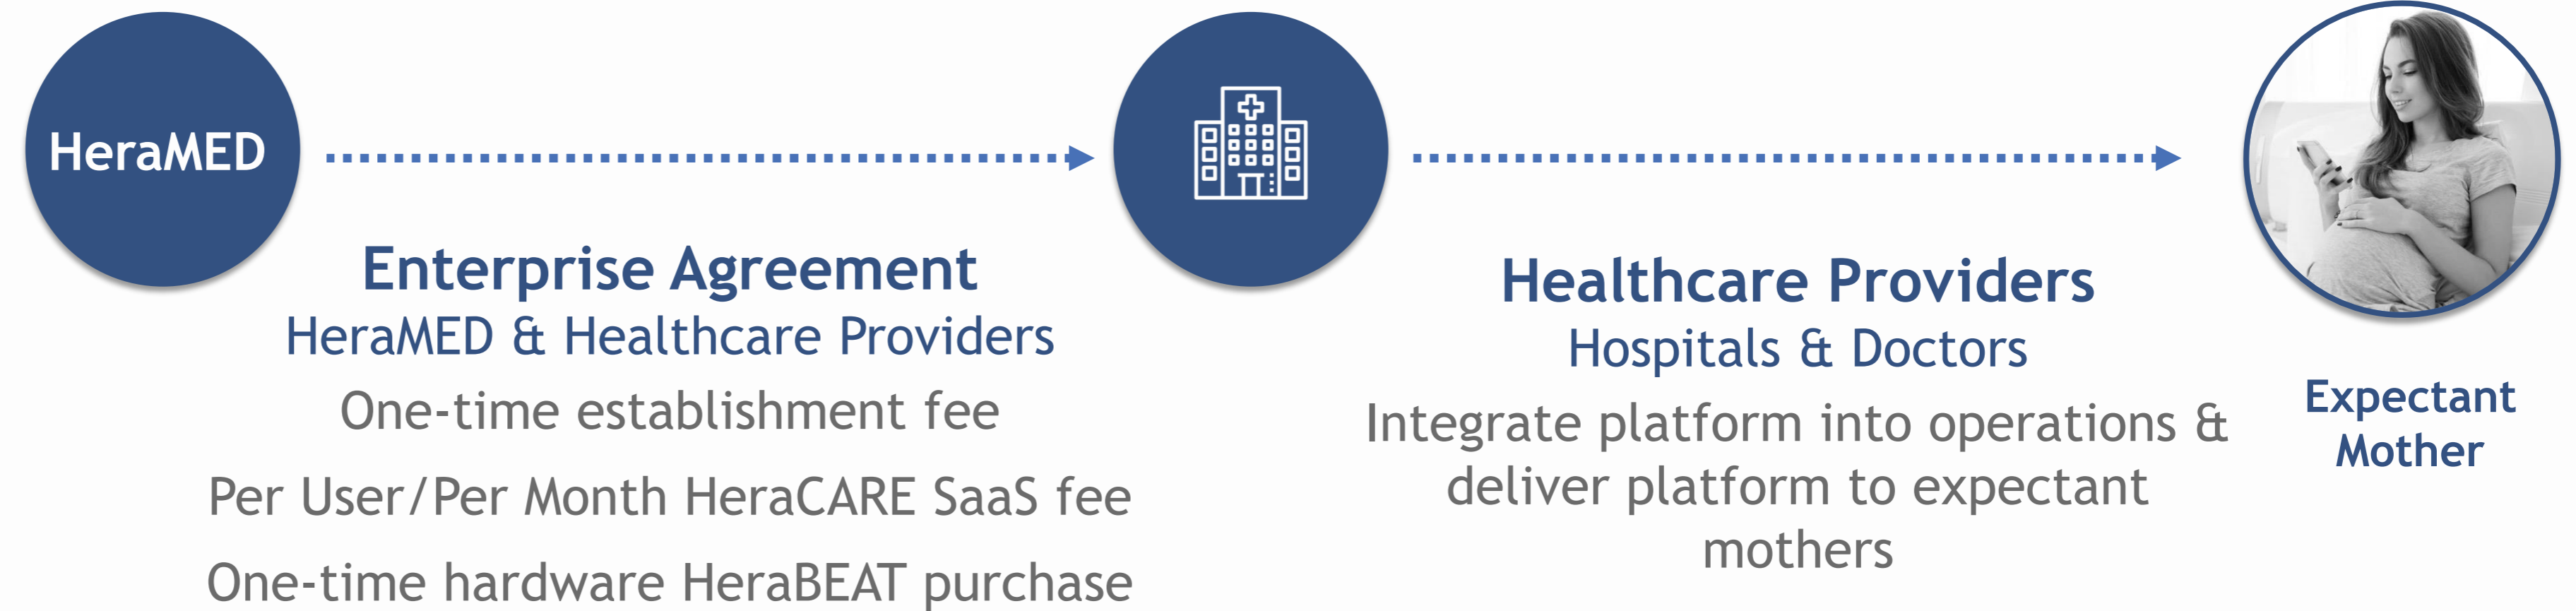 HeraMED
Enterprise Agreement
HeraMED & Healthcare Providers
One-time establishment fee
Per User/Per Month HeraCARE SaaS fee
One-time hardware HeraBEAT purchase
Healthcare Providers
Hospitals & Doctors
Integrate platform into operations &
deliver platform to expectant
mothers
Expectant
Mother